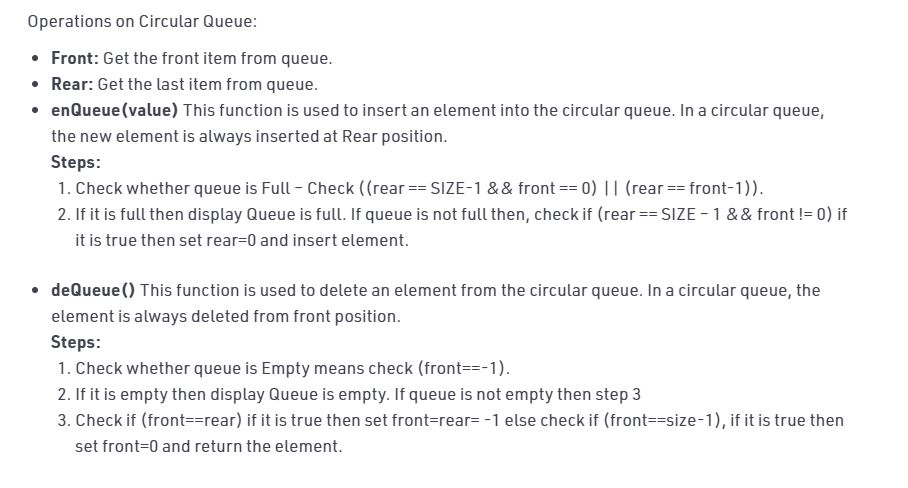 Operations on Circular Queue:
• Front: Get the front item from queue.
• Rear: Get the last item from queue.
• enQueue(value) This function is used to insert an element into the circular queue. In a circular queue,
the new element is always inserted at Rear position.
Steps:
1. Check whether queue is Full – Check ((rear == SIZE-1 && front == 0) || (rear == front-1)).
2. If it is full then display Queue is full. If queue is not full then, check if (rear == SIZE – 1 && front != 0) if
it is true then set rear=0 and insert element.
• deQueue() This function is used to delete an element from the circular queue. In a circular queue, the
element is always deleted from front position.
Steps:
1. Check whether queue is Empty means check (front==-1).
2. If it is empty then display Queue is empty. If queue is not empty then step 3
3. Check if (front==rear) if it is true then set front=rear= -1 else check if (front==size-1), if it is true then
set front=0 and return the element.